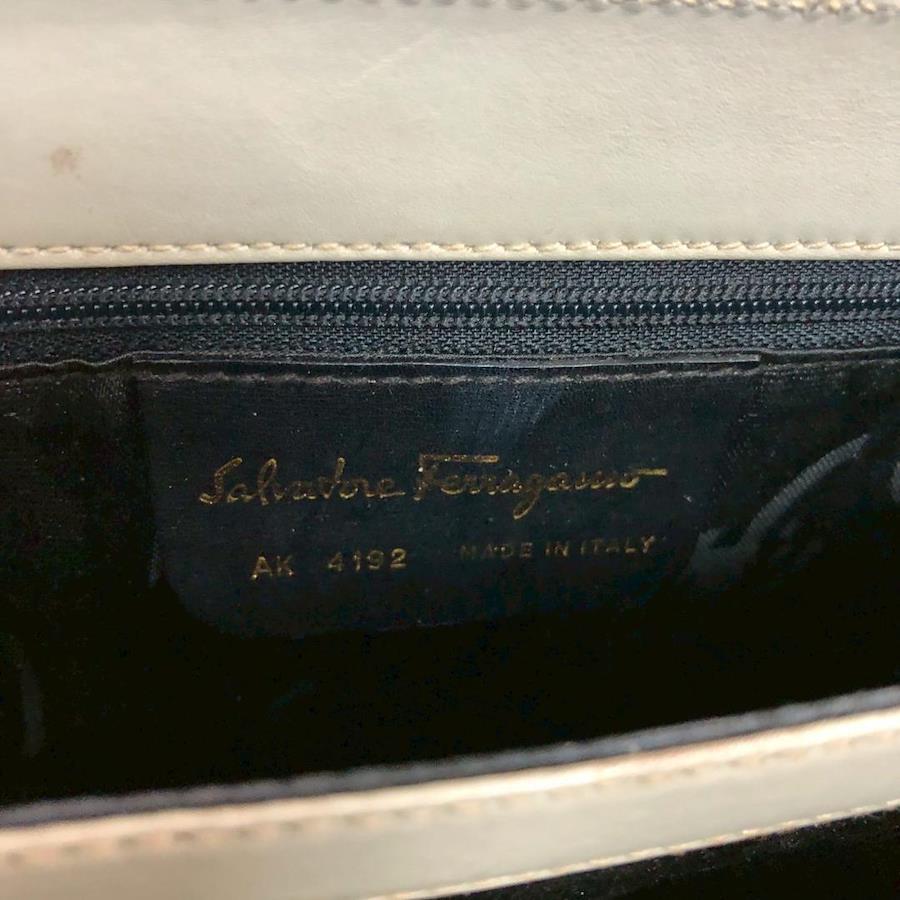 Salvatore Ferragamo
AK 4192 MADE IN ITALY